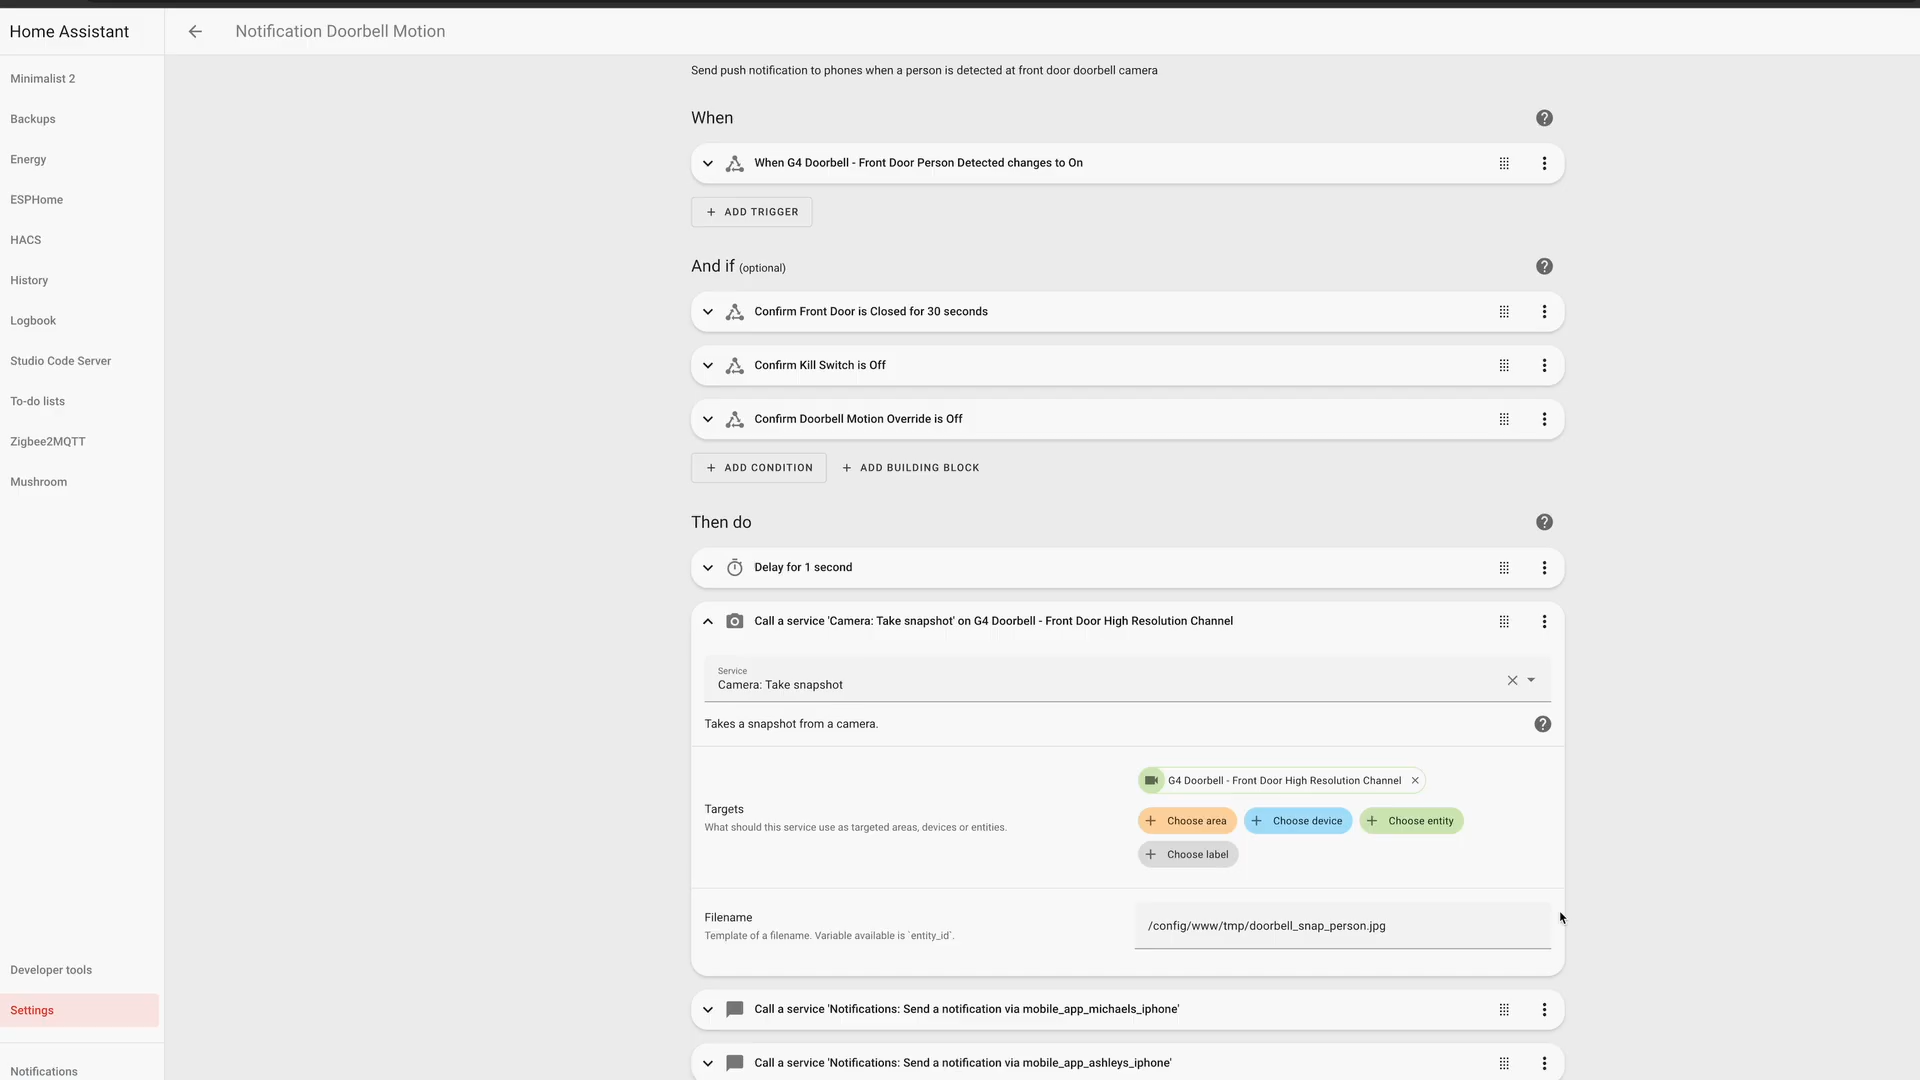 Home Assistant
Notification Doorbell Motion
Minimalist 2
Backups
Energy
ESPHome
HACS
History
Logbook
Studio Code Server
To-do lists
Zigbee2MQTT
Mushroom
Developer tools
Settings
Notifications
Send push notification to phones when a person is detected at front door doorbell camera
When
When G4 Doorbell - Front Door Person Detected changes to On
ADD TRIGGER
And if (optional)
Confirm Front Door is Closed for 30 seconds
Confirm Kill Switch is Off
Confirm Doorbell Motion Override is Off
ADD CONDITION
ADD BUILDING BLOCK
Then do
Delay for 1 second
Call a service 'Camera: Take snapshot' on G4 Doorbell - Front Door High Resolution Channel
Service
Camera: Take snapshot
Takes a snapshot from a camera.
G4 Doorbell - Front Door High Resolution Channel
Targets
What should this service use as targeted areas, devices or entities.
Choose area
Choose device
Choose entity
Choose label
Filename
Template of a filename. Variable available is `entity_id`.
/config/www/tmp/doorbell_snap_person.jpg
Call a service 'Notifications: Send a notification via mobile_app_michaels_iphone'
Call a service 'Notifications: Send a notification via mobile_app_ashleys_iphone'